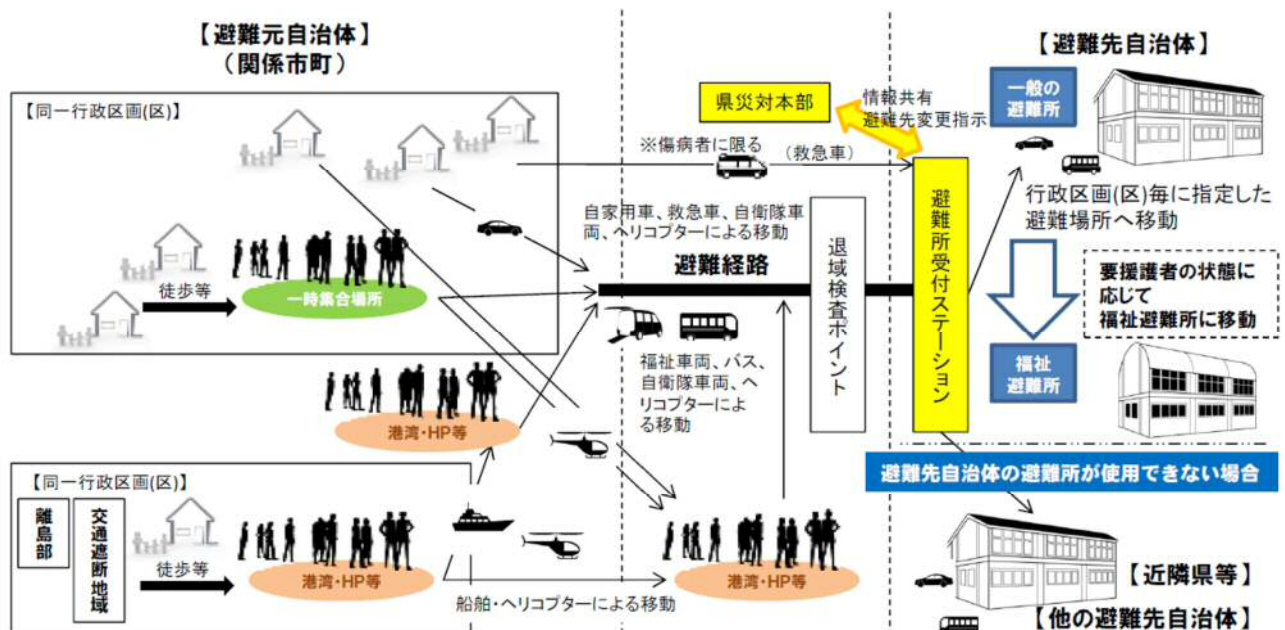 【避難元自治体】
(関係市町)
【同一行政区画(区)】
徒歩等
一時集合場所
港湾・HP等
【同一行政区画(区)】
離島部
交通遮断地域
徒歩等
港湾・HP等
船舶・ヘリコプターによる移動
港湾・HP等
県災対本部
情報共有
避難先変更指示
※傷病者に限る
(救急車)
自家用車、救急車、自衛隊車
両、ヘリコプターによる移動
避難経路
福祉車両、バス、
自衛隊車両、ヘ
リコプターによ
る移動
退域検査ポイント
避難所受付ステーション
【避難先自治体】
一般の
避難所
行政区画(区)毎に指定した
避難場所へ移動
要援護者の状態に
応じて
福祉避難所に移動
福祉
避難所
避難先自治体の避難所が使用できない場合
【近隣県等】
【他の避難先自治体】